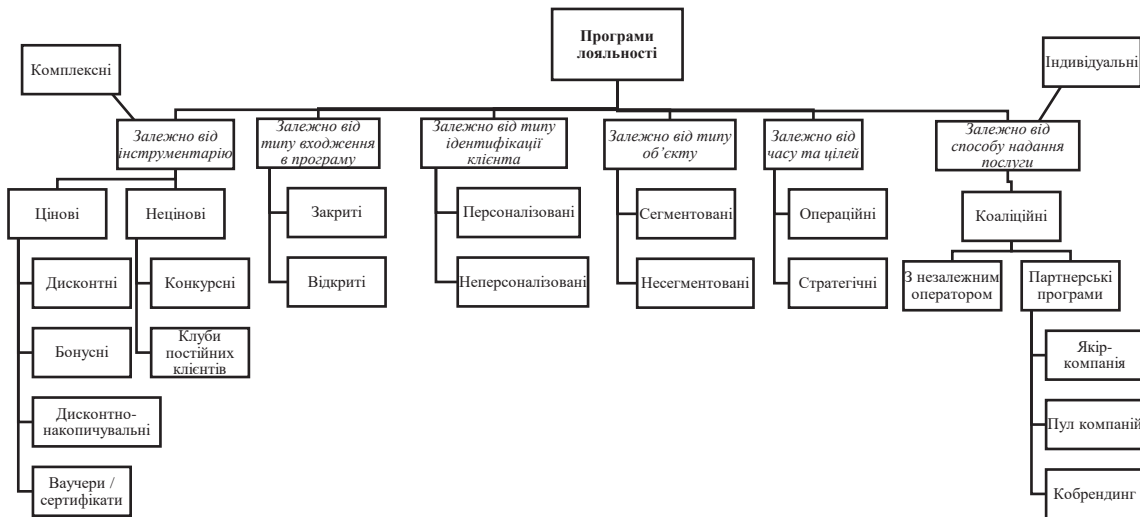 Програми
лояльності
Комплексні
Індивідуальні
Залежно від
інструментарію
Залежно від
типу входження
в програму
Залежно від типу
ідентифікації
клієнта
Залежно від типу
об’єкту
Залежно від
часу та цілей
Залежно від
способу надання
послуги
Цінові
Нецінові
Закриті
Персоналізовані
Сегментовані
Операційні
Коаліційні
Дисконтні
Конкурсні
Відкриті
Неперсоналізовані
Несегментовані
Стратегічні
З незалежним
оператором
Партнерські
програми
Бонусні
Клуби
постійних
клієнтів
Якір-
компанія
Дисконтно-
накопичувальні
Пул компаній
Ваучери /
сертифікати
Кобрендинг